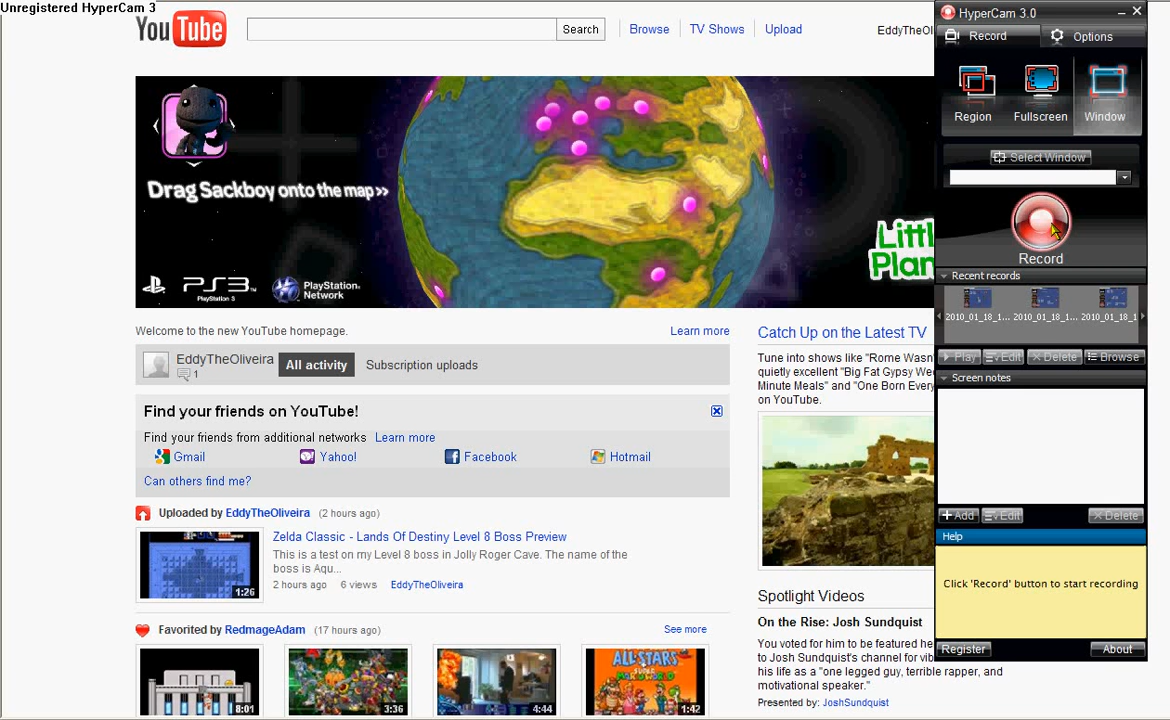 Unregistered HyperCam 3
You Tube
Search
Browse
TV Shows
Upload
EddyTheOl
Drag Sackboy onto the map >>
PS3
PlayStation 3
PlayStation
Network
Littl
Plan
Welcome to the new YouTube homepage.
Learn more
EddyTheOliveira
1
All activity
Subscription uploads
Find your friends on YouTube!
Find your friends from additional networks Learn more
Gmail
Yahoo!
Facebook
Hotmail
Can others find me?
Uploaded by EddyTheOliveira (2 hours ago)
Zelda Classic - Lands Of Destiny Level 8 Boss Preview
This is a test on my Level 8 boss in Jolly Roger Cave. The name of the
boss is Aqu...
2 hours ago 6 views EddyTheOliveira
1:26
Favorited by RedmageAdam (17 hours ago)
See more
8:01
3:36
4:44
ALL-STARS
1:42
Catch Up on the Latest TV
Tune into shows like "Rome Wasn'
quietly excellent "Big Fat Gypsy We
Minute Meals" and "One Born Every
on YouTube.
Spotlight Videos
On the Rise: Josh Sundquist
You voted for him to be featured he
to Josh Sundquist's channel for vib
his life as a "one legged guy, terrible rapper, and
motivational speaker."
Presented by: JoshSundquist
HyperCam 3.0
Record
Options
Region
Fullscreen
Window
Select Window
Record
Recent records
2010_01_18_1...
2010_01_18_1...
2010_01_18_1
Play
Edit
Delete
Browse
Screen notes
Add
Edit
Delete
Help
Click 'Record' button to start recording
Register
About